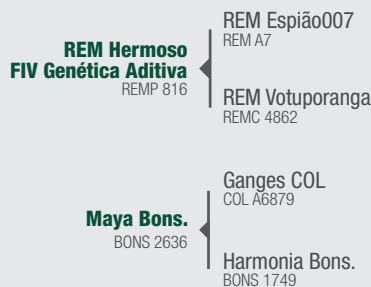 REM Espião007
REM A7
REM Hermoso
FIV Genética Aditiva
REMP 816
REM Votuporanga
REMC 4862
Ganges COL
COL A6879
Maya Bons.
BONS 2636
Harmonia Bons.
BONS 1749